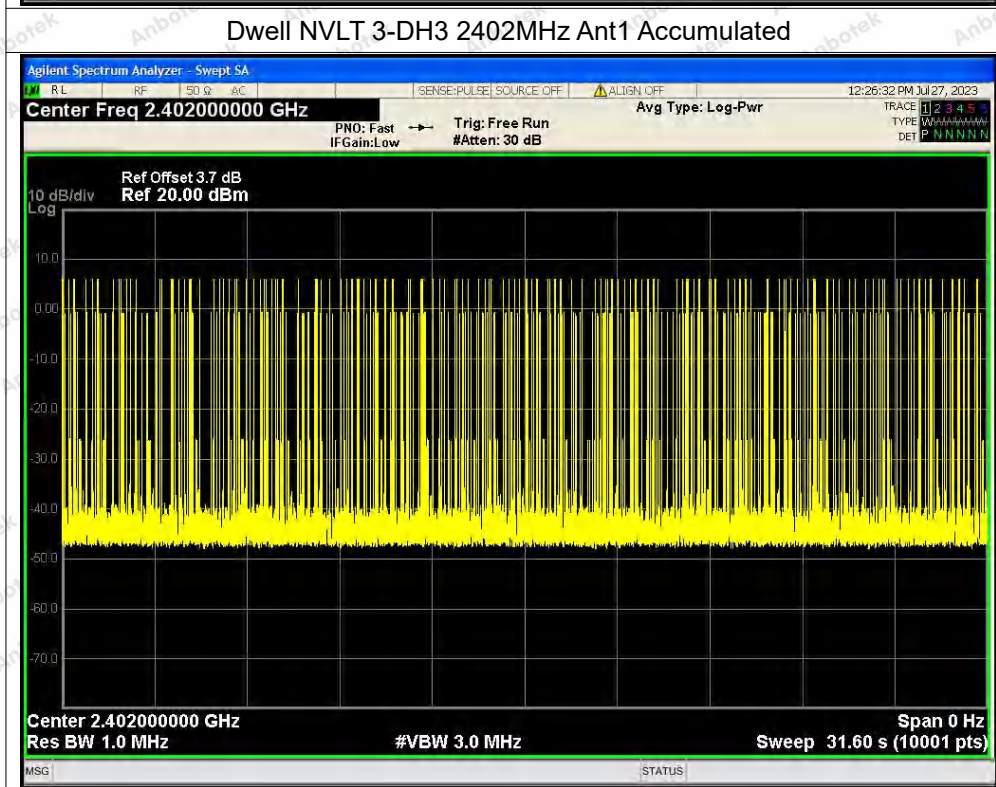 Dwell NVLT 3-DH3 2402MHz Ant1 Accumulated
Agilent Spectrum Analyzer - Swept SA
RL RF 50 Ω AC SENSE:PULSE SOURCE OFF ALIGN OFF 12:26:32 PM Jul 27, 2023
Center Freq 2.402000000 GHz Avg Type: Log-Pwr TRACE 1 2 3 4 5 6
PNO: Fast Trig: Free Run TYPE WWWWWW
IFGain:Low #Atten: 30 dB DET P N N N N N
Ref Offset 3.7 dB
10 dB/div Ref 20.00 dBm
Log
10.0
0.00
-10.0
-20.0
-30.0
-40.0
-50.0
-60.0
-70.0
Center 2.402000000 GHz Span 0 Hz
Res BW 1.0 MHz #VBW 3.0 MHz Sweep 31.60 s (10001 pts)
MSG STATUS
Anbotek